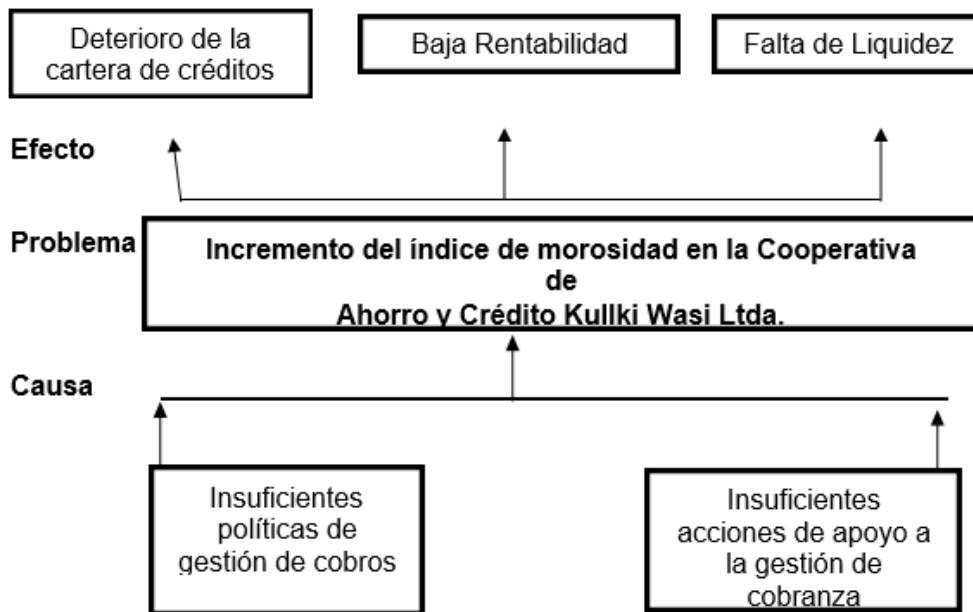 Deterioro de la
cartera de créditos
Baja Rentabilidad
Falta de Liquidez
Efecto
Problema
Incremento del índice de morosidad en la Cooperativa
de
Ahorro y Crédito Kullki Wasi Ltda.
Causa
Insuficientes
políticas de
gestión de cobros
Insuficientes
acciones de apoyo a
la gestión de
cobranza